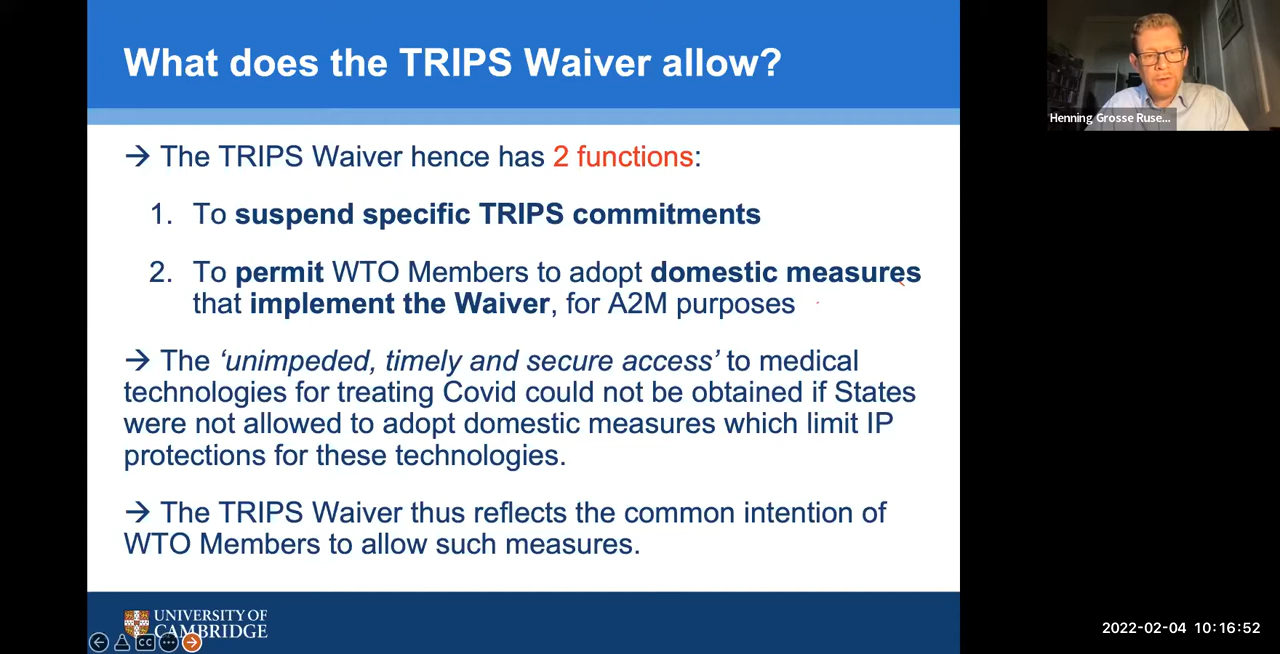 What does the TRIPS Waiver allow?
→ The TRIPS Waiver hence has 2 functions:
1. To suspend specific TRIPS commitments
2. To permit WTO Members to adopt domestic measures
that implement the Waiver, for A2M purposes
→ The ‘unimpeded, timely and secure access’ to medical
technologies for treating Covid could not be obtained if States
were not allowed to adopt domestic measures which limit IP
protections for these technologies.
→ The TRIPS Waiver thus reflects the common intention of
WTO Members to allow such measures.
UNIVERSITY OF
CAMBRIDGE
CC
Henning Grosse Ruse...
2022-02-04 10:16:52